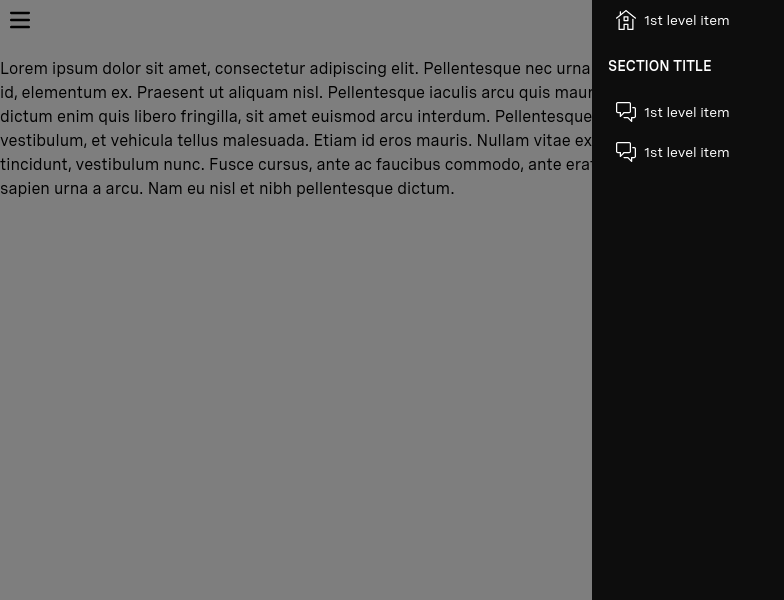 Lorem ipsum dolor sit amet, consectetur adipiscing elit. Pellentesque nec urna
id, elementum ex. Praesent ut aliquam nisl. Pellentesque iaculis arcu quis
dictum enim quis libero fringilla, sit amet euismod arcu interdum. Pellentesque
vestibulum, et vehicula tellus malesuada. Etiam id eros mauris. Nullam vitae ex
tincidunt, vestibulum nunc. Fusce cursus, ante ac faucibus commodo, ante
sapien urna a arcu. Nam eu nisl et nibh pellentesque dictum.
1st level item
SECTION TITLE
1st level item
1st level item